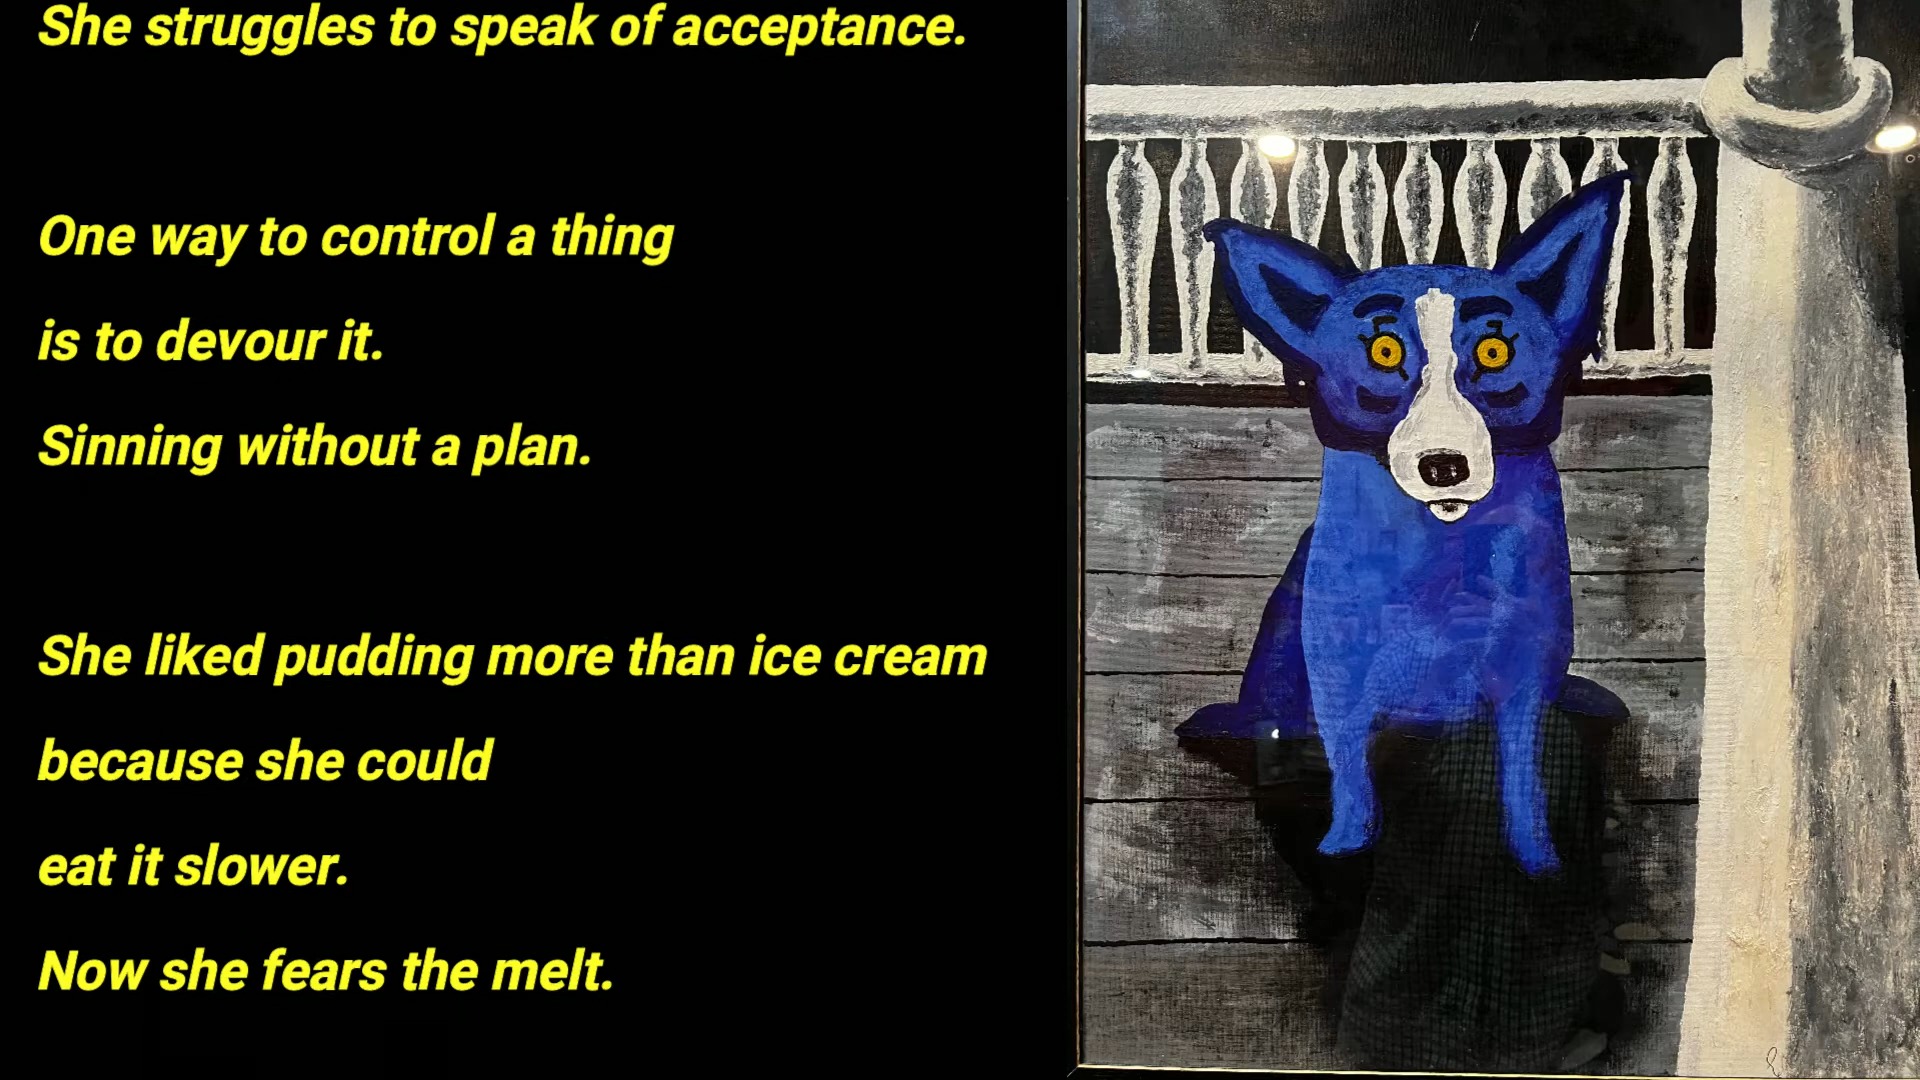 She struggles to speak of acceptance.
One way to control a thing
is to devour it.
Sinning without a plan.
She liked pudding more than ice cream
because she could
eat it slower.
Now she fears the melt.